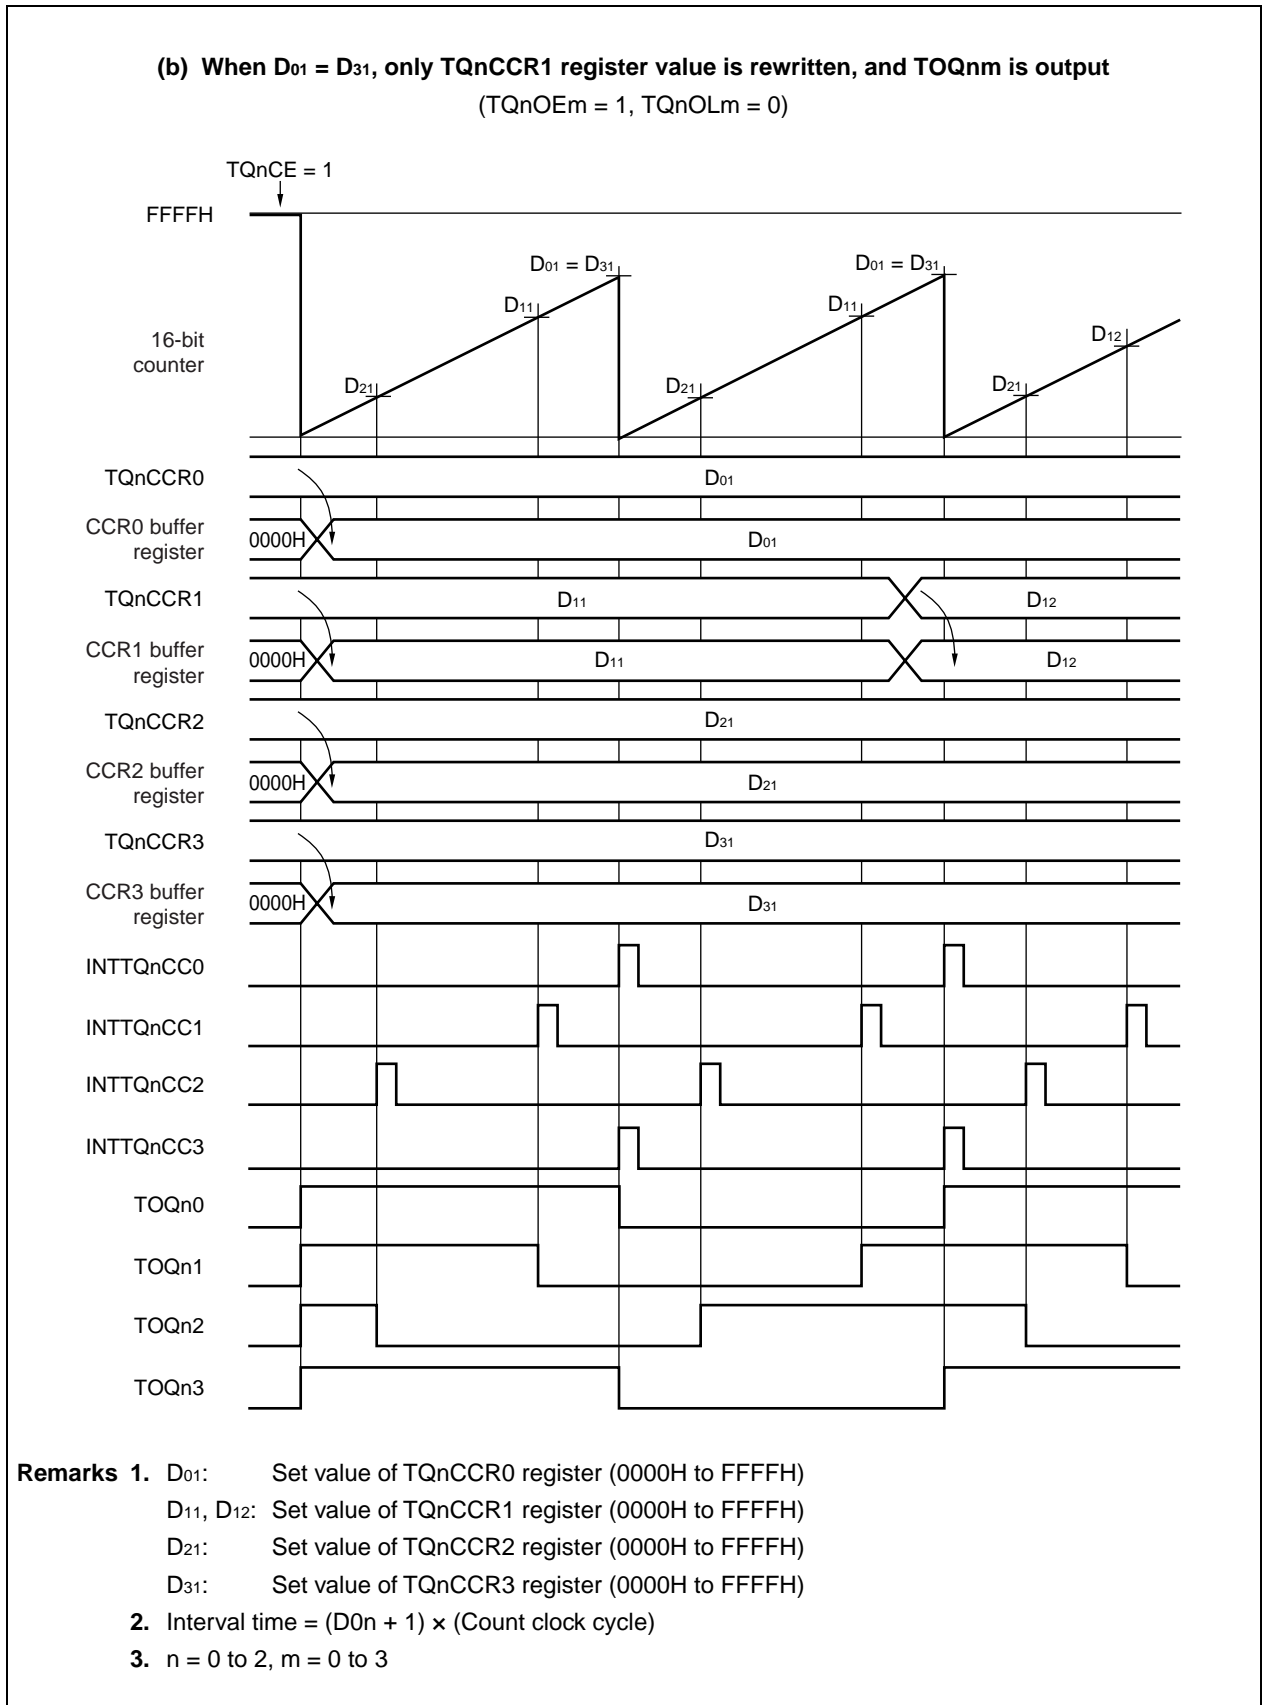 (b) When D01 = D31, only TQnCCR1 register value is rewritten, and TOQnm is output
(TQnOEm = 1, TQnOLm = 0)
TQnCE = 1
FFFFH
D01 = D31
D01 = D31
D11
D11
D12
16-bit
counter
D21
D21
D21
TQnCCR0
D01
CCR0 buffer
register
0000H
D01
TQnCCR1
D11
D12
CCR1 buffer
register
0000H
D11
D12
TQnCCR2
D21
CCR2 buffer
register
0000H
D21
TQnCCR3
D31
CCR3 buffer
register
0000H
D31
INTTQnCC0
INTTQnCC1
INTTQnCC2
INTTQnCC3
TOQn0
TOQn1
TOQn2
TOQn3
Remarks 1. D01: Set value of TQnCCR0 register (0000H to FFFFH)
D11, D12: Set value of TQnCCR1 register (0000H to FFFFH)
D21: Set value of TQnCCR2 register (0000H to FFFFH)
D31: Set value of TQnCCR3 register (0000H to FFFFH)
2. Interval time = (D0n + 1) × (Count clock cycle)
3. n = 0 to 2, m = 0 to 3